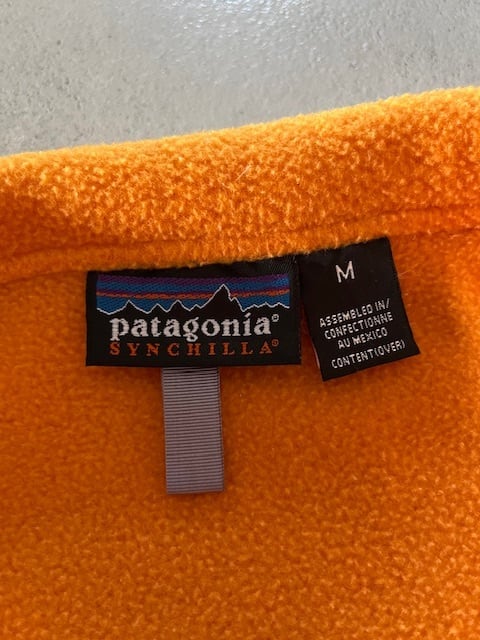 patagonia®
SYNCHILLA®
M
ASSEMBLED IN/
CONFECTIONNE
AU MEXICO
CONTENT(OVER)